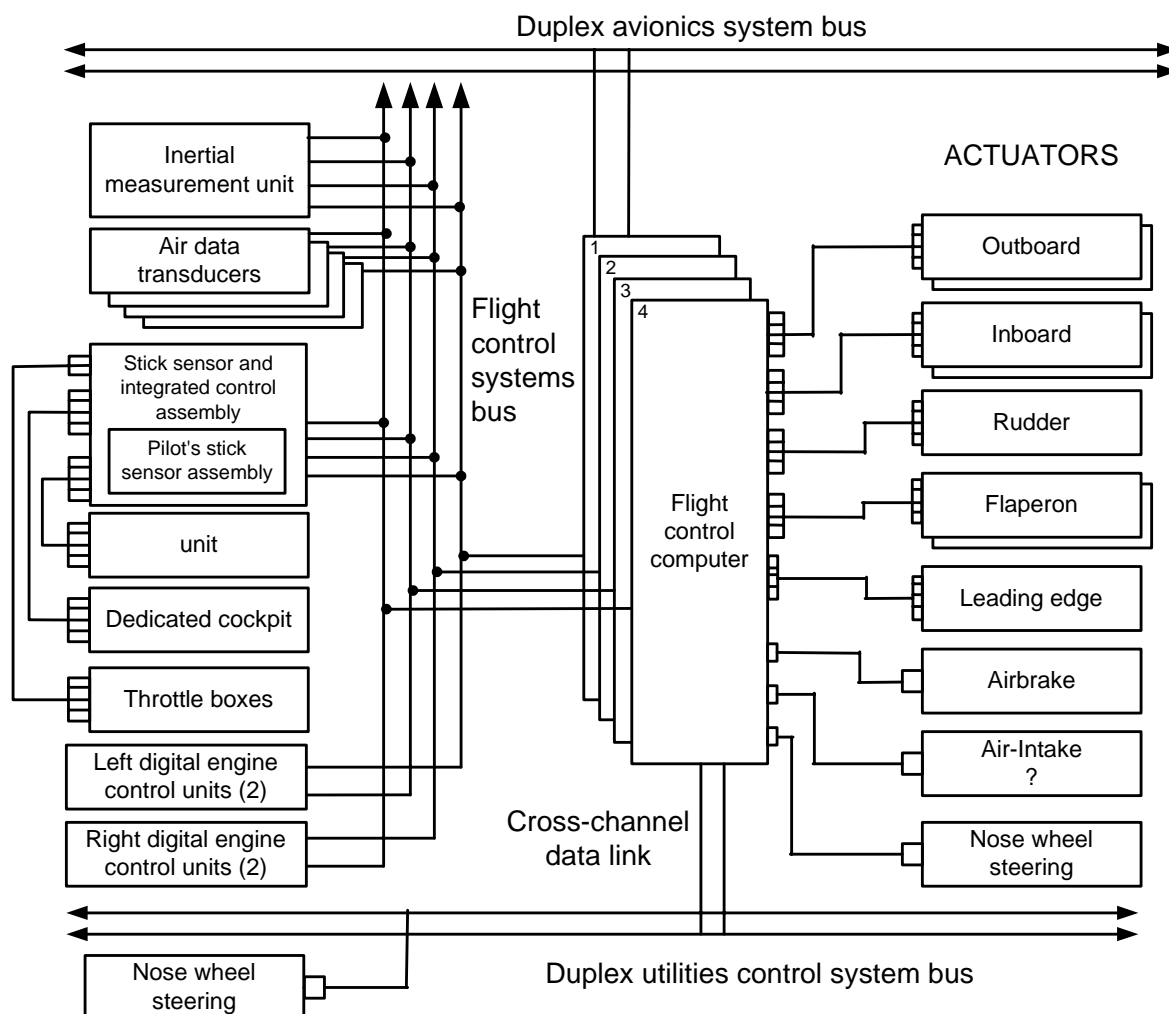 Duplex avionics system bus
Inertial
measurement unit
Air data
transducers
Stick sensor and
integrated control
assembly
Pilot's stick
sensor assembly
unit
Dedicated cockpit
Throttle boxes
Left digital engine
control units (2)
Right digital engine
control units (2)
Flight
control
systems
bus
1
2
3
4
Flight
control
computer
Cross-channel
data link
ACTUATORS
Outboard
Inboard
Rudder
Flaperon
Leading edge
Airbrake
Air-Intake
?
Nose wheel
steering
Nose wheel
steering
Duplex utilities control system bus